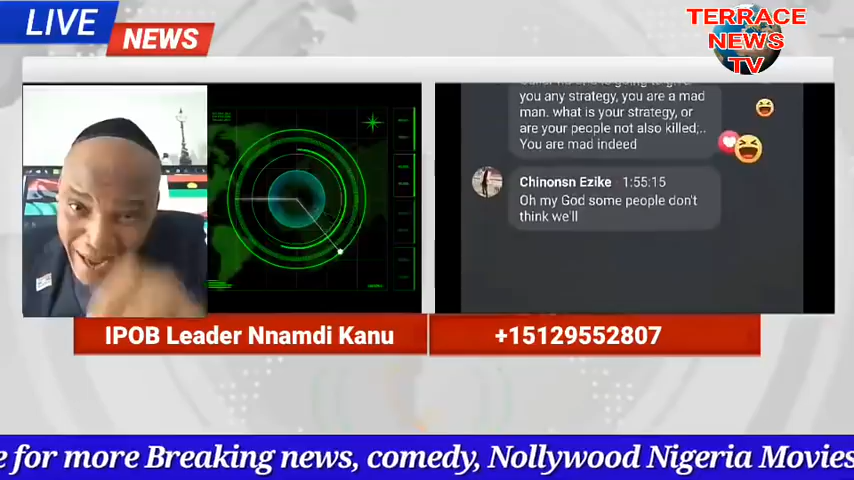 LIVE
NEWS
TERRACE
NEWS
TV
you any strategy, you are a mad
man. what is your strategy, or
are your people not also killed;..
You are mad indeed
Chinonsn Ezike · 1:55:15
Oh my God some people don't
think we'll
IPOB Leader Nnamdi Kanu
+15129552807
e for more Breaking news, comedy, Nollywood Nigeria Movies